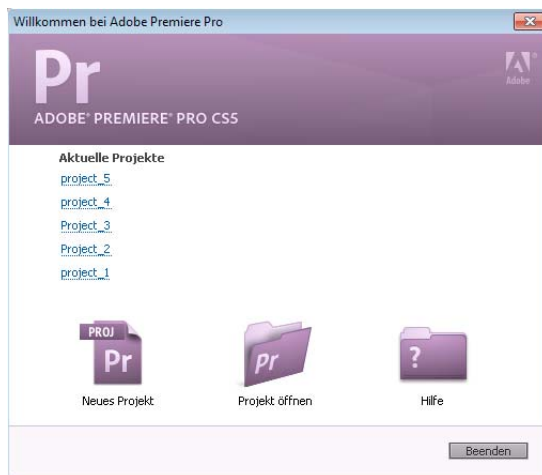 Willkommen bei Adobe Premiere Pro
Pr
Adobe®
ADOBE® PREMIERE® PRO CS5
Aktuelle Projekte
project_5
project_4
Project_3
Project_2
project_1
PROJ
Pr
Pr
?
Neues Projekt
Projekt öffnen
Hilfe
Beenden